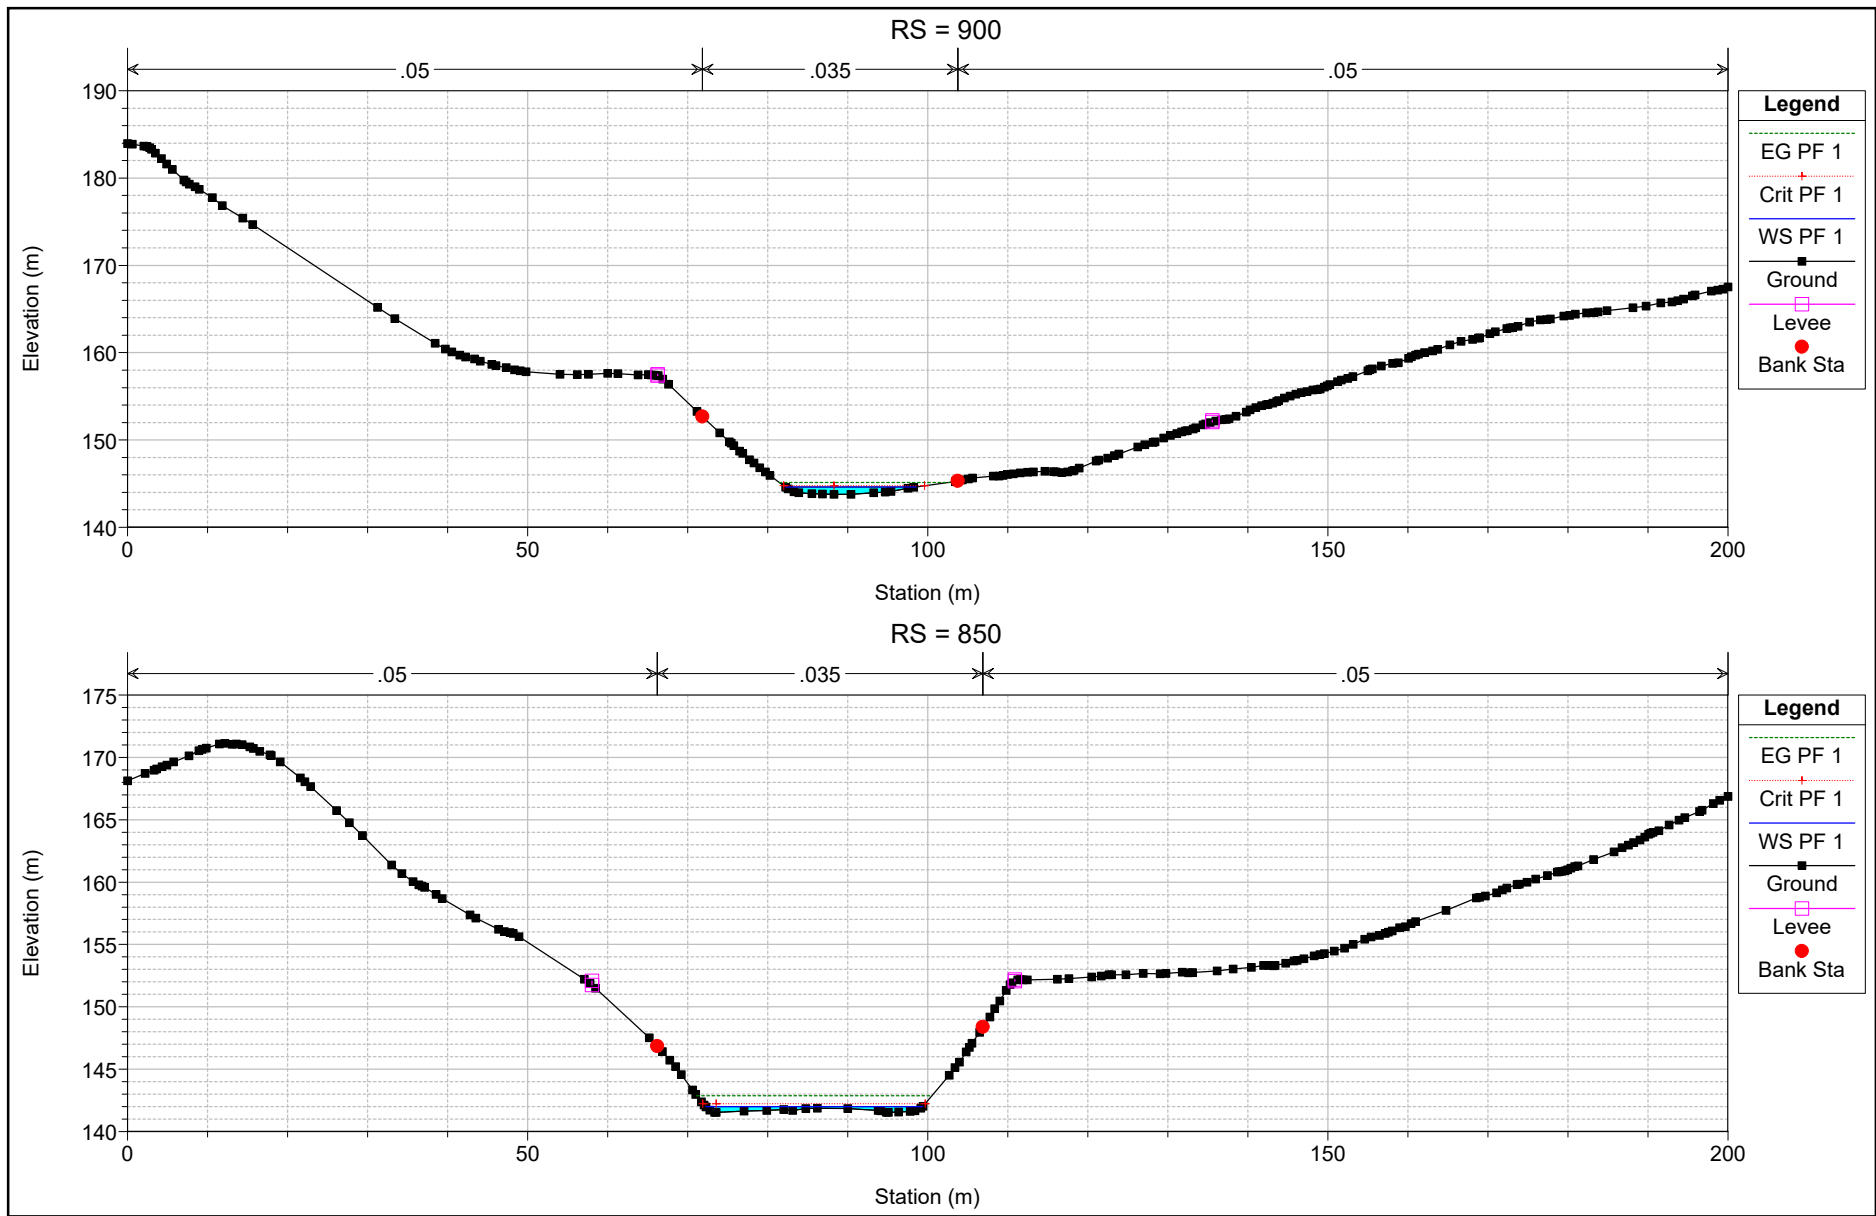 RS = 900
.05
.035
.05
190
180
170
160
150
140
Elevation (m)
0
50
100
150
200
Station (m)
Legend
EG PF 1
Crit PF 1
WS PF 1
Ground
Levee
Bank Sta
RS = 850
.05
.035
.05
175
170
165
160
155
150
145
140
Elevation (m)
0
50
100
150
200
Station (m)
Legend
EG PF 1
Crit PF 1
WS PF 1
Ground
Levee
Bank Sta